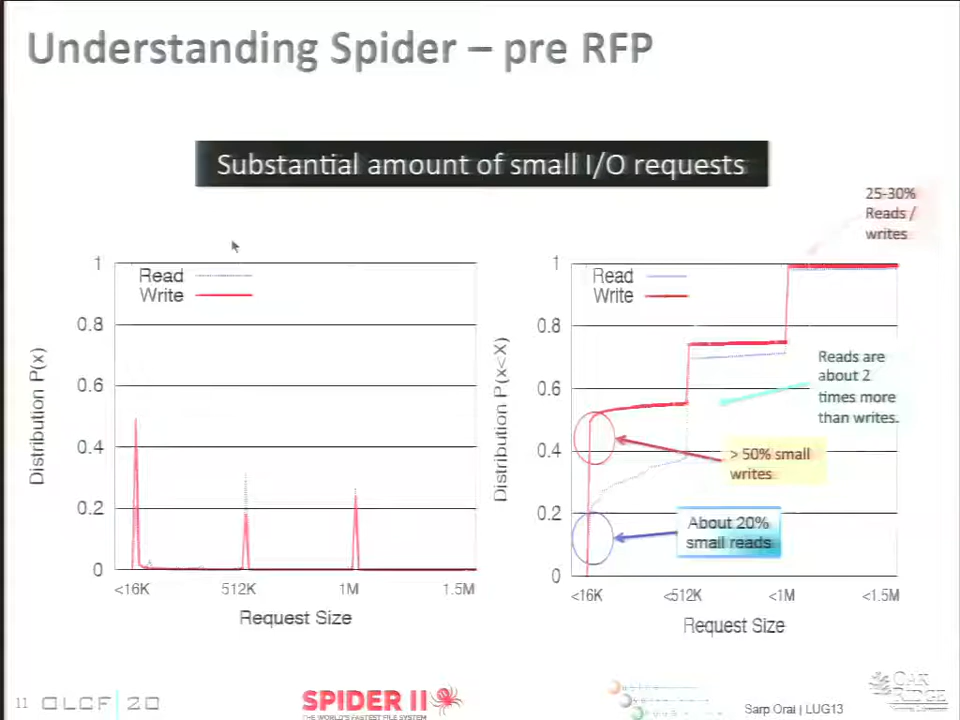 Understanding Spider – pre RFP
Substantial amount of small I/O requests
25-30%
Reads /
writes
Read
Write
1
0.8
0.6
0.4
0.2
0
Distribution P(x)
<16K
512K
1M
1.5M
Request Size
Read
Write
1
0.8
0.6
0.4
0.2
0
Distribution P(x<X)
<16K
<512K
<1M
<1.5M
Request Size
Reads are
about 2
times more
than writes.
> 50% small
writes
About 20%
small reads
11
OLCF 20
SPIDER II
THE WORLD'S FASTEST FILE SYSTEM
Sarp Oral | LUG13
OAK
RIDGE